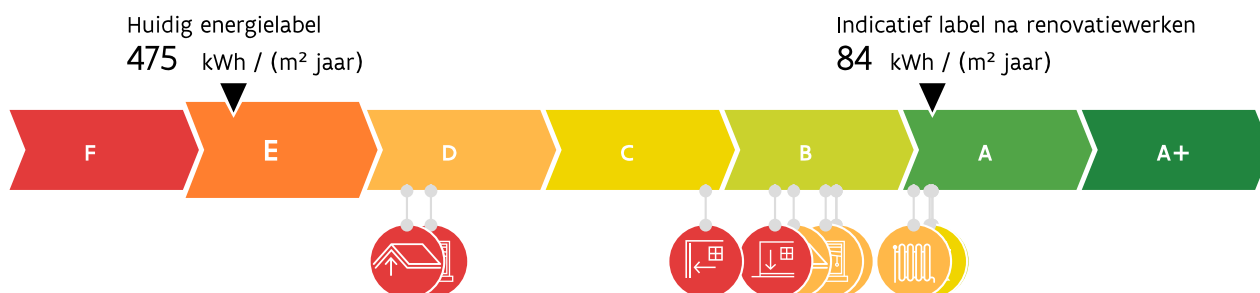 Huidig energielabel
475 kWh / (m² jaar)
Indicatief label na renovatiewerken
84 kWh / (m² jaar)
F E D C B A A+